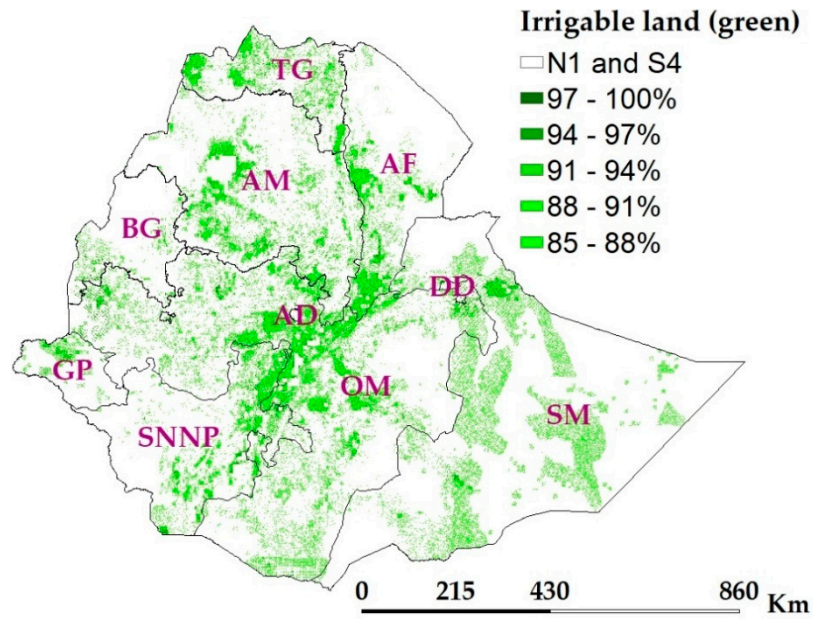 Irrigable land (green)
N1 and S4
97 - 100%
94 - 97%
91 - 94%
88 - 91%
85 - 88%
TG
AF
AM
BG
DD
AD
GP
OM
SM
SNNP
0 215 430 860 Km